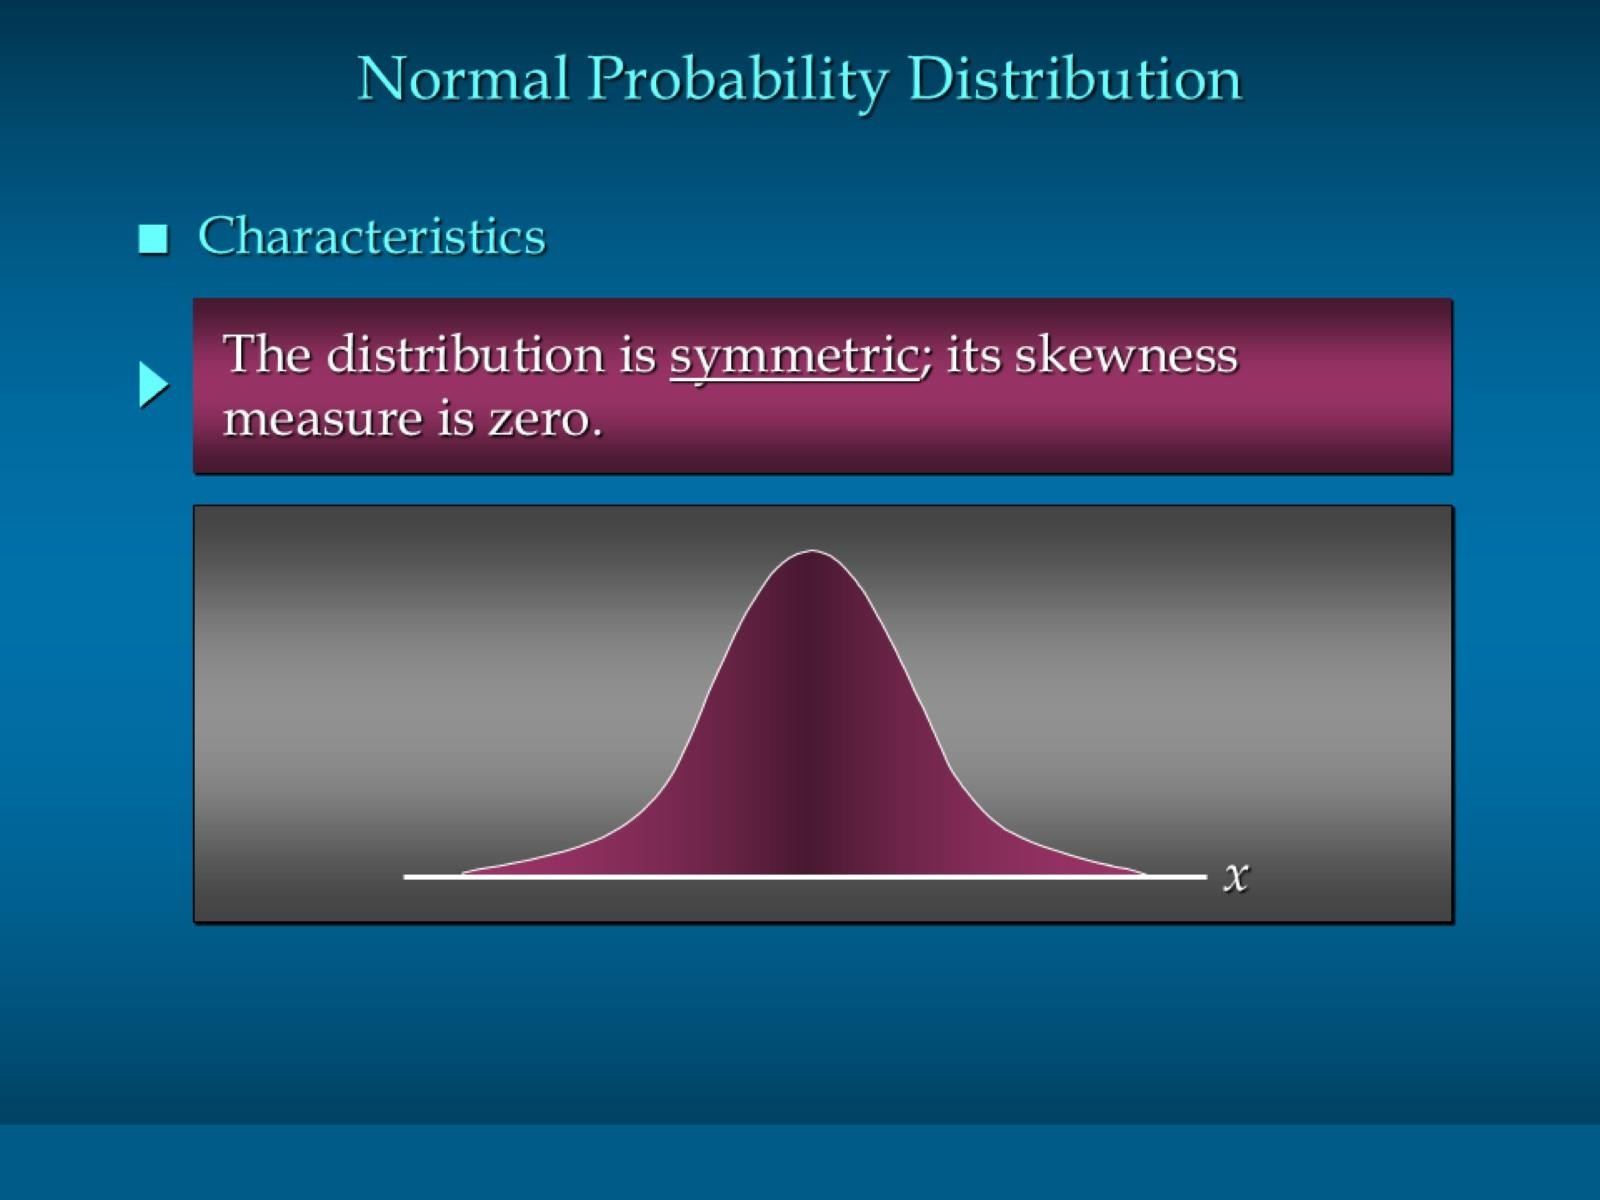 Normal Probability Distribution
Characteristics
The distribution is symmetric; its skewness
measure is zero.
x